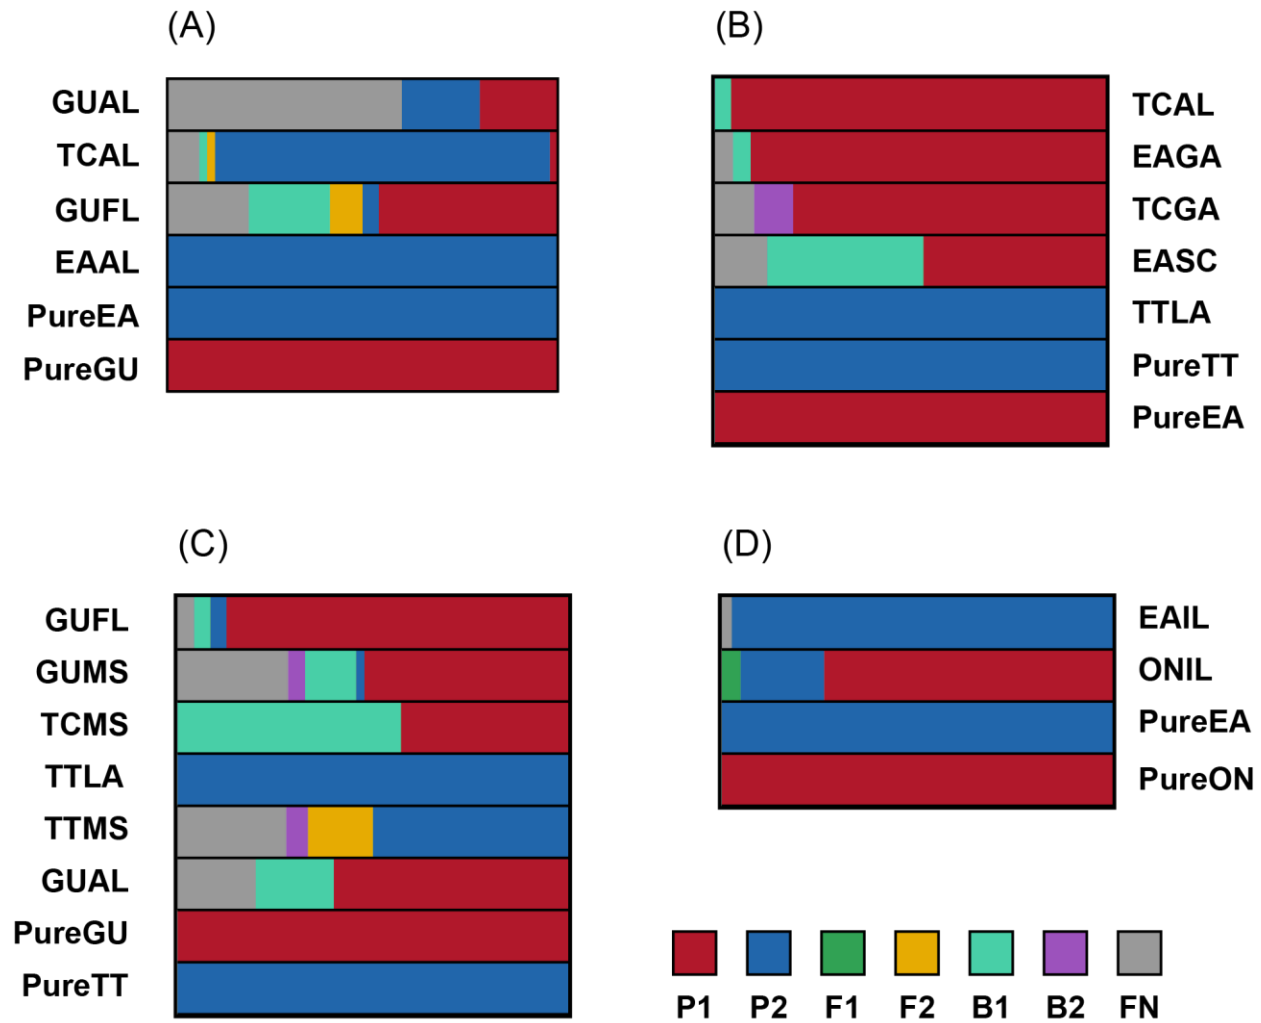 (A)
GUAL
TCAL
GUFL
EAAL
PureEA
PureGU
(B)
TCAL
EAGA
TCGA
EASC
TTLA
PureTT
PureEA
(C)
GUFL
GUMS
TCMS
TTLA
TTMS
GUAL
PureGU
PureTT
(D)
EAIL
ONIL
PureEA
PureON
P1 P2 F1 F2 B1 B2 FN